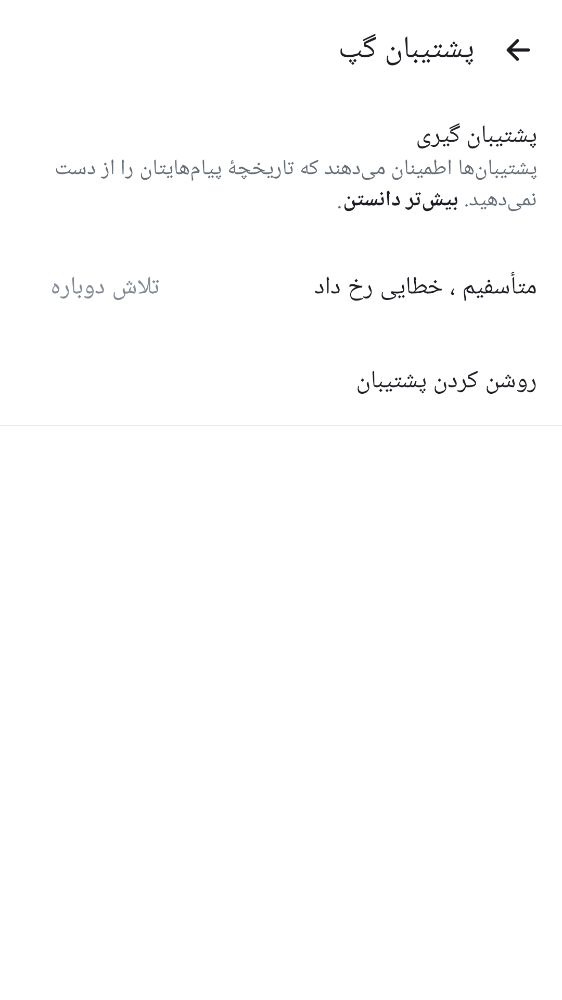 پشتیبان گپ
پشتیبان گیری
پشتیبان‌ها اطمینان می‌دهند که تاریخچهٔ پیام‌هایتان را از دست
نمی‌دهید. بیش‌تر دانستن.
متأسفیم ، خطایی رخ داد
تلاش دوباره
روشن کردن پشتیبان